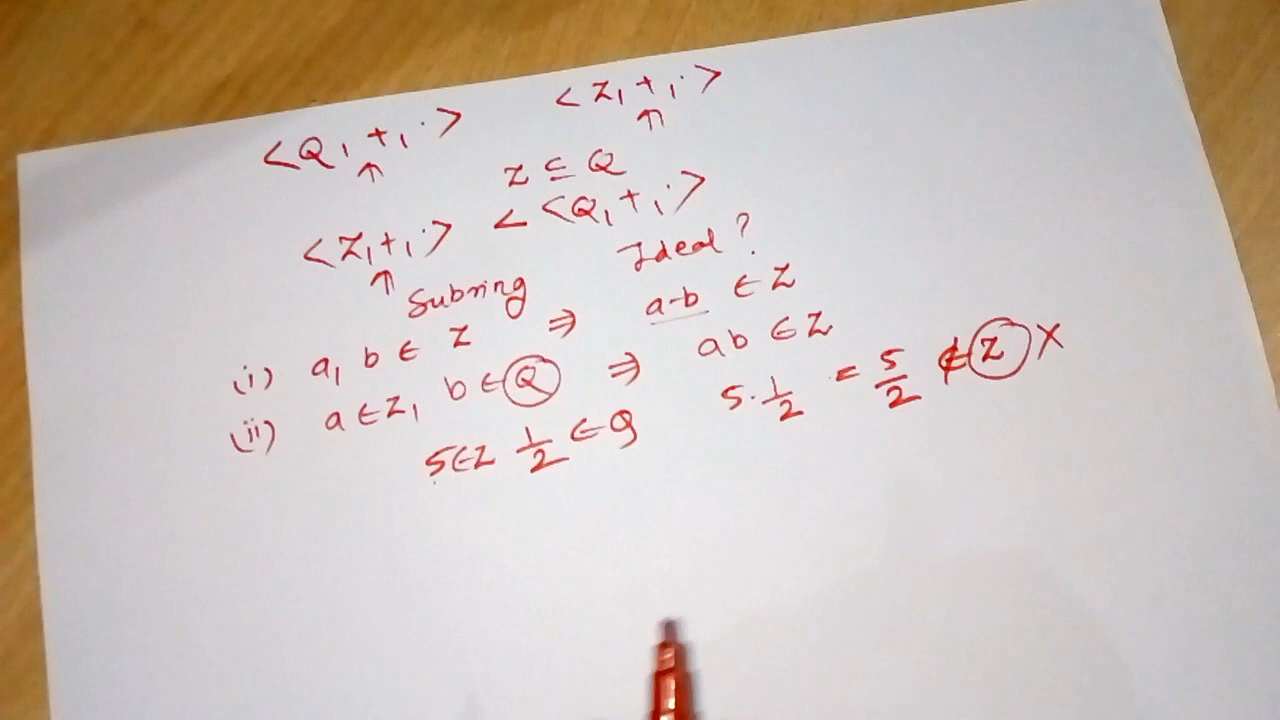 <Q, +, ·> <Z, +, ·>
Z ⊆ Q
<Z, +, ·> < <Q, +, ·>
Subring Ideal?
(i) a, b ∈ Z ⇒ a-b ∈ Z
(ii) a ∈ Z, b ∈ Q ⇒ ab ∈ Z
5∈Z 1/2 ∈ Q 5·1/2 = 5/2 ∉ Z X